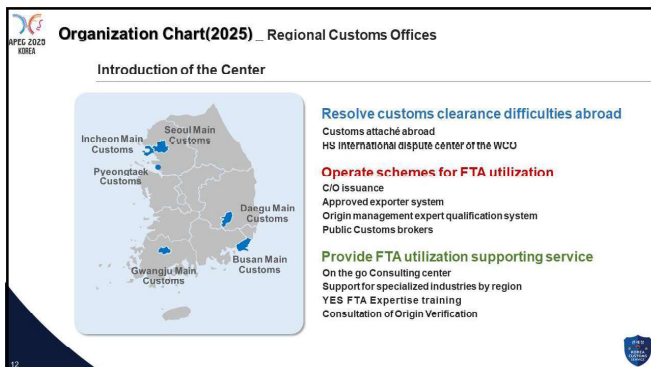 APEC 2025
KOREA
Organization Chart(2025) _ Regional Customs Offices
Introduction of the Center
Incheon Main
Customs
Seoul Main
Customs
Pyeongtaek
Customs
Daegu Main
Customs
Busan Main
Customs
Gwangju Main
Customs
Resolve customs clearance difficulties abroad
Customs attaché abroad
HS International dispute center of the WCO
Operate schemes for FTA utilization
C/O issuance
Approved exporter system
Origin management expert qualification system
Public Customs brokers
Provide FTA utilization supporting service
On the go Consulting center
Support for specialized industries by region
YES FTA Expertise training
Consultation of Origin Verification
12
KOREA
CUSTOMS
SERVICE